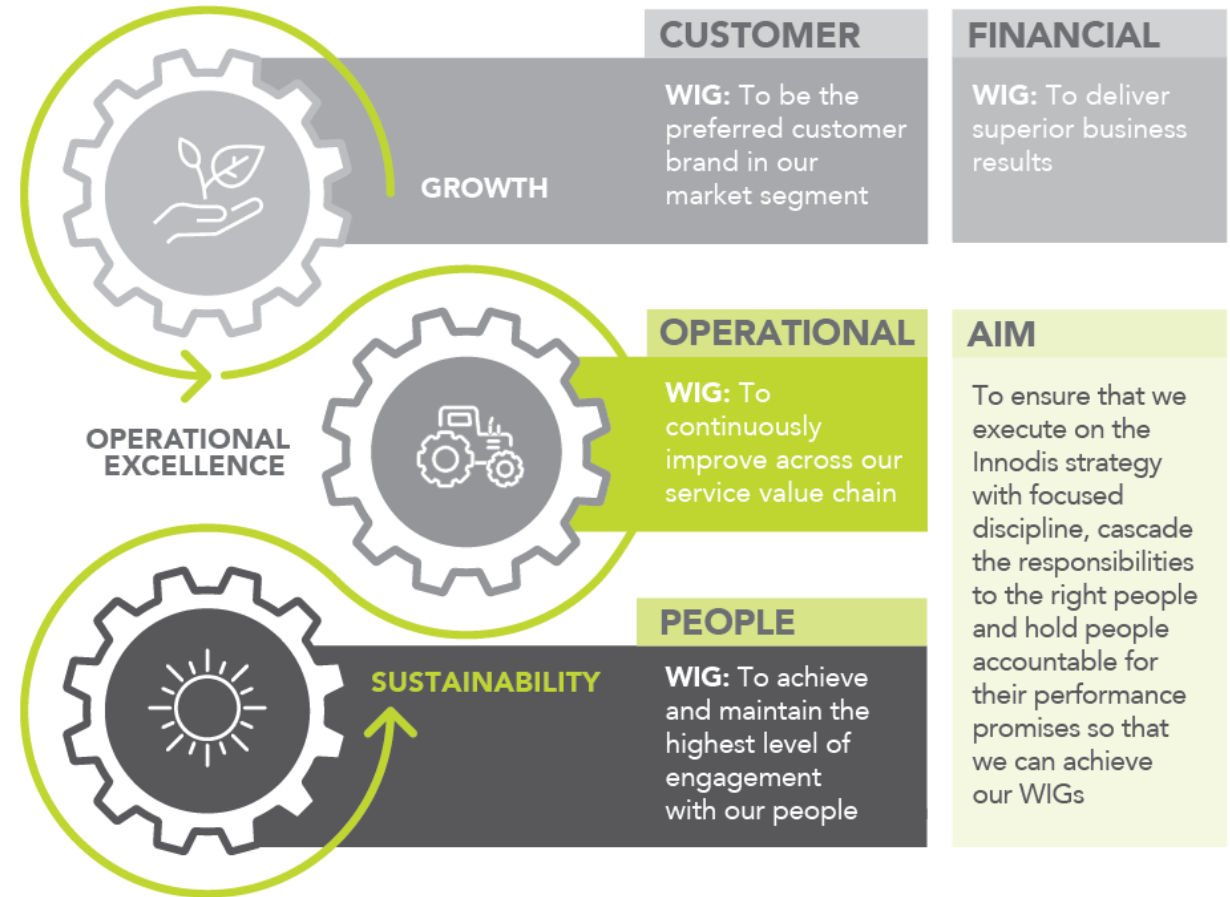 GROWTH
CUSTOMER
WIG: To be the
preferred customer
brand in our
market segment
FINANCIAL
WIG: To deliver
superior business
results
OPERATIONAL
EXCELLENCE
OPERATIONAL
WIG: To
continuously
improve across our
service value chain
AIM
To ensure that we
execute on the
Innodis strategy
with focused
discipline, cascade
the responsibilities
to the right people
and hold people
accountable for
their performance
promises so that
we can achieve
our WIGs
SUSTAINABILITY
PEOPLE
WIG: To achieve
and maintain the
highest level of
engagement
with our people